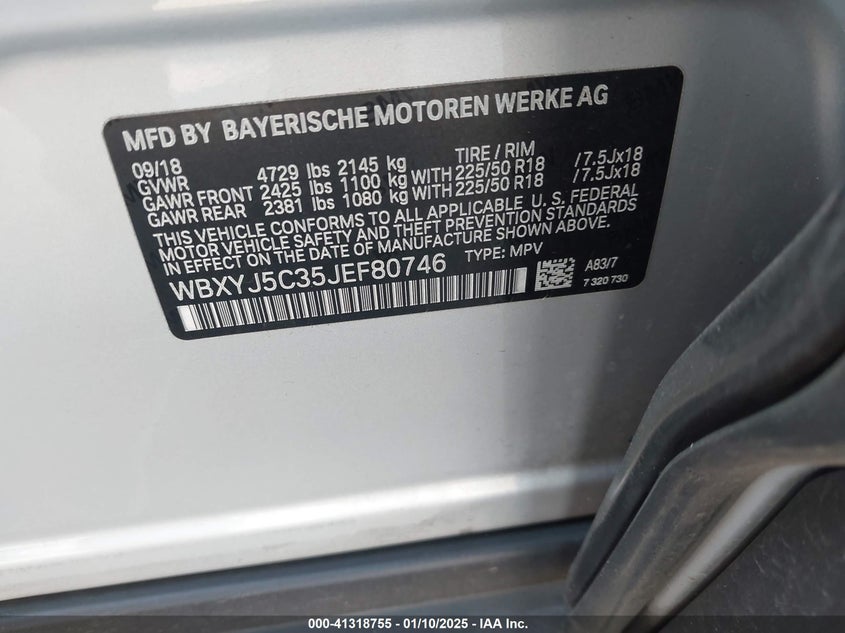 MFD BY BAYERISCHE MOTOREN WERKE AG
09/18 TIRE / RIM
GVWR 4729 lbs 2145 kg
GAWR FRONT 2425 lbs 1100 kg WITH 225/50 R18 /7.5Jx18
GAWR REAR 2381 lbs 1080 kg WITH 225/50 R18 /7.5Jx18
THIS VEHICLE CONFORMS TO ALL APPLICABLE U. S. FEDERAL
MOTOR VEHICLE SAFETY AND THEFT PREVENTION STANDARDS
IN EFFECT ON THE DATE OF MANUFACTURE SHOWN ABOVE.
WBXYJ5C35JEF80746 TYPE: MPV
A83/7
7 320 730
000-41318755 / 01/10/2025 / IAA Inc.